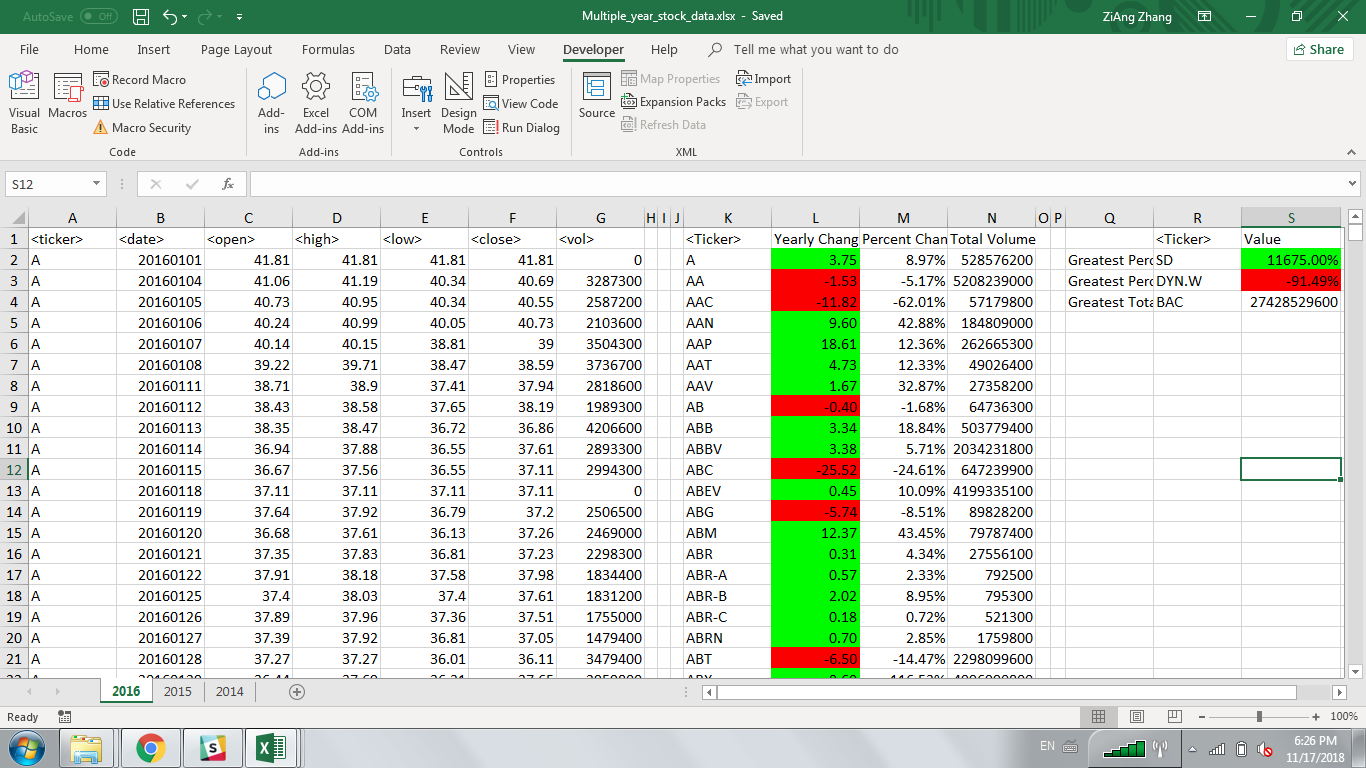 AutoSave Off Multiple_year_stock_data.xlsx - Saved ZiAng Zhang
File Home Insert Page Layout Formulas Data Review View Developer Help Tell me what you want to do Share
Visual Basic Macros Record Macro Use Relative References Macro Security Code
Add-ins Excel Add-ins COM Add-ins Add-ins
Insert Design Mode Properties View Code Run Dialog Controls
Source Map Properties Expansion Packs Refresh Data Import Export XML
S12 fx
A B C D E F G H I J K L M N O P Q R S
1 <ticker> <date> <open> <high> <low> <close> <vol> <Ticker> Yearly Chang Percent Chan Total Volume <Ticker> Value
2 A 20160101 41.81 41.81 41.81 41.81 0 A 3.75 8.97% 528576200 Greatest Perc SD 11675.00%
3 A 20160104 41.06 41.19 40.34 40.69 3287300 AA -1.53 -5.17% 5208239000 Greatest Perc DYN.W -91.49%
4 A 20160105 40.73 40.95 40.34 40.55 2587200 AAC -11.82 -62.01% 57179800 Greatest Tota BAC 27428529600
5 A 20160106 40.24 40.99 40.05 40.73 2103600 AAN 9.60 42.88% 184809000
6 A 20160107 40.14 40.15 38.81 39 3504300 AAP 18.61 12.36% 262665300
7 A 20160108 39.22 39.71 38.47 38.59 3736700 AAT 4.73 12.33% 49026400
8 A 20160111 38.71 38.9 37.41 37.94 2818600 AAV 1.67 32.87% 27358200
9 A 20160112 38.43 38.58 37.65 38.19 1989300 AB -0.40 -1.68% 64736300
10 A 20160113 38.35 38.47 36.72 36.86 4206600 ABB 3.34 18.84% 503779400
11 A 20160114 36.94 37.88 36.55 37.61 2893300 ABBV 3.38 5.71% 2034231800
12 A 20160115 36.67 37.56 36.55 37.11 2994300 ABC -25.52 -24.61% 647239900
13 A 20160118 37.11 37.11 37.11 37.11 0 ABEV 0.45 10.09% 4199335100
14 A 20160119 37.64 37.92 36.79 37.2 2506500 ABG -5.74 -8.51% 89828200
15 A 20160120 36.68 37.61 36.13 37.26 2469000 ABM 12.37 43.45% 79787400
16 A 20160121 37.35 37.83 36.81 37.23 2298300 ABR 0.31 4.34% 27556100
17 A 20160122 37.91 38.18 37.58 37.98 1834400 ABR-A 0.57 2.33% 792500
18 A 20160125 37.4 38.03 37.4 37.61 1831200 ABR-B 2.02 8.95% 795300
19 A 20160126 37.89 37.96 37.36 37.51 1755000 ABR-C 0.18 0.72% 521300
20 A 20160127 37.39 37.92 36.81 37.05 1479400 ABRN 0.70 2.85% 1759800
21 A 20160128 37.27 37.27 36.01 36.11 3479400 ABT -6.50 -14.47% 2298099600
2016 2015 2014
Ready 100%
EN 6:26 PM
11/17/2018